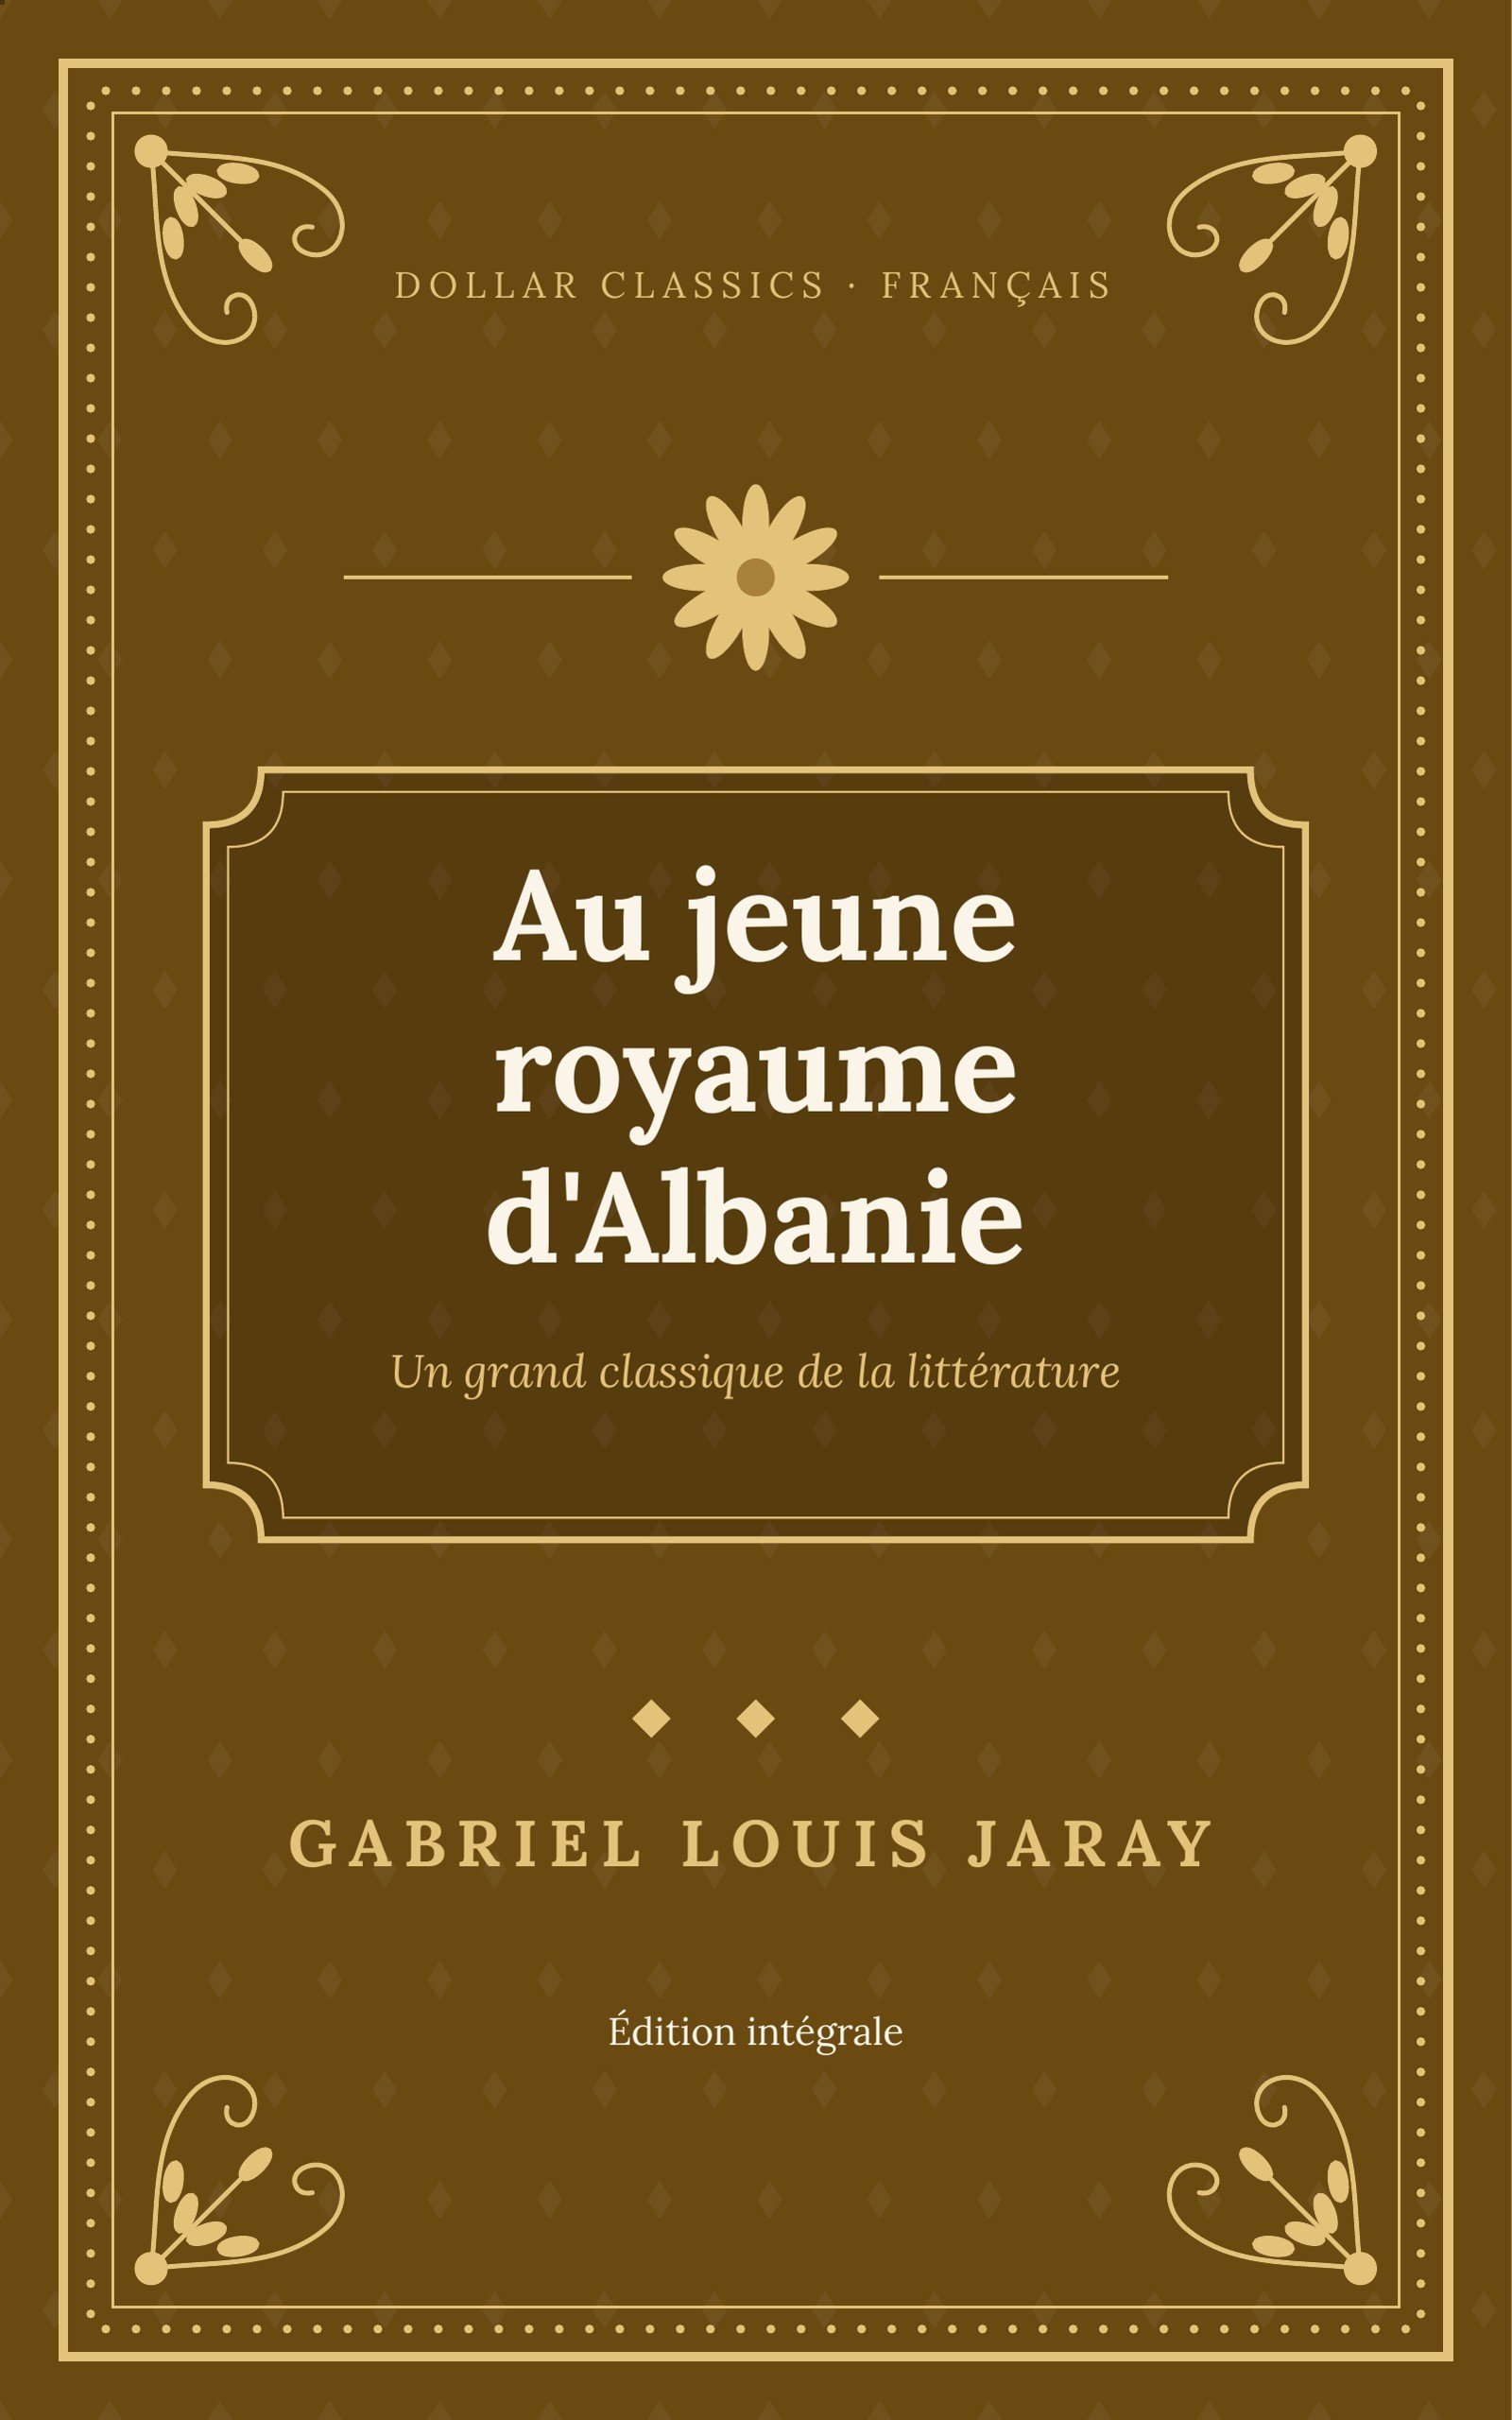 DOLLAR CLASSICS · FRANÇAIS
Au jeune
royaume
d'Albanie
Un grand classique de la littérature
GABRIEL LOUIS JARAY
Édition intégrale